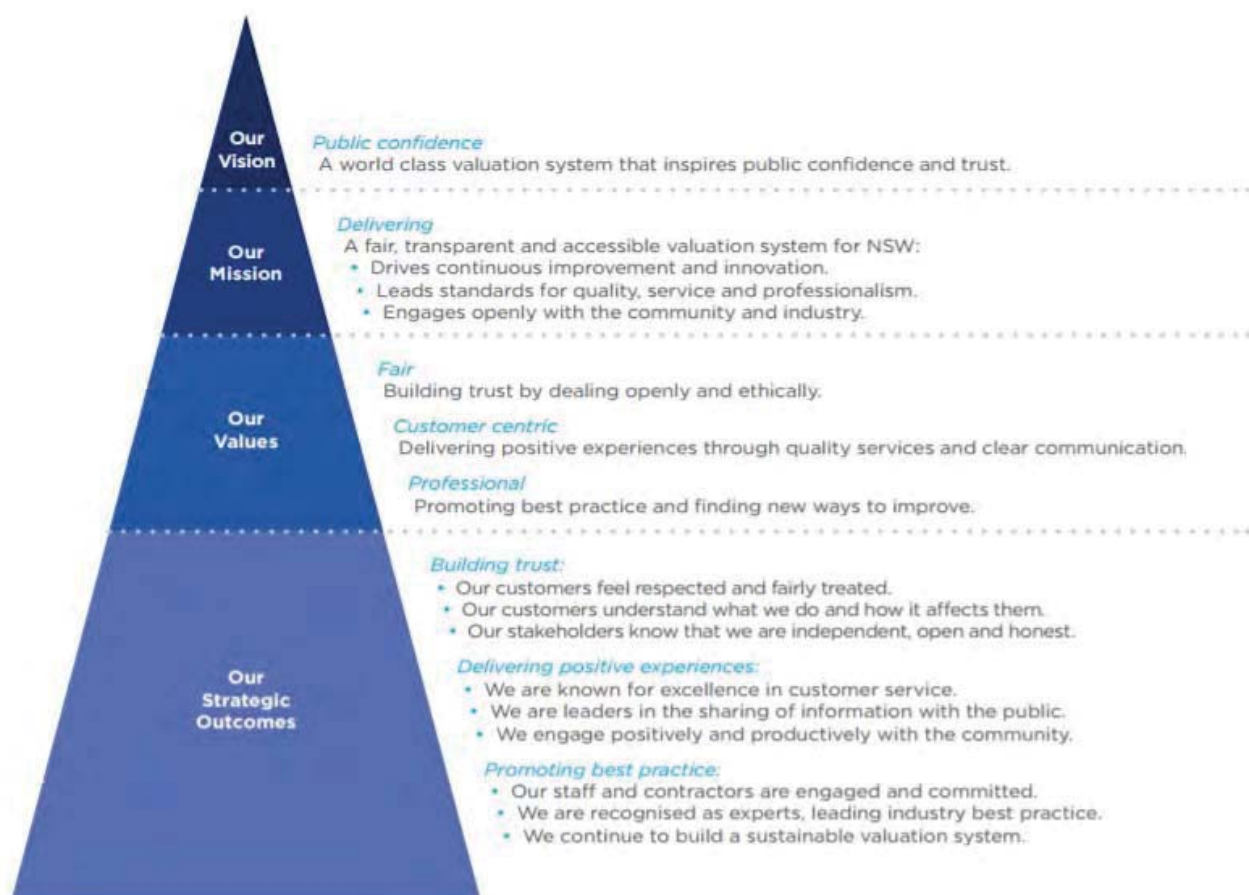 Our
Vision
Public confidence
A world class valuation system that inspires public confidence and trust.
Our
Mission
Delivering
A fair, transparent and accessible valuation system for NSW:
• Drives continuous improvement and innovation.
• Leads standards for quality, service and professionalism.
• Engages openly with the community and industry.
Our
Values
Fair
Building trust by dealing openly and ethically.
Customer centric
Delivering positive experiences through quality services and clear communication.
Professional
Promoting best practice and finding new ways to improve.
Our
Strategic
Outcomes
Building trust:
• Our customers feel respected and fairly treated.
• Our customers understand what we do and how it affects them.
• Our stakeholders know that we are independent, open and honest.
Delivering positive experiences:
• We are known for excellence in customer service.
• We are leaders in the sharing of information with the public.
• We engage positively and productively with the community.
Promoting best practice:
• Our staff and contractors are engaged and committed.
• We are recognised as experts, leading industry best practice.
• We continue to build a sustainable valuation system.